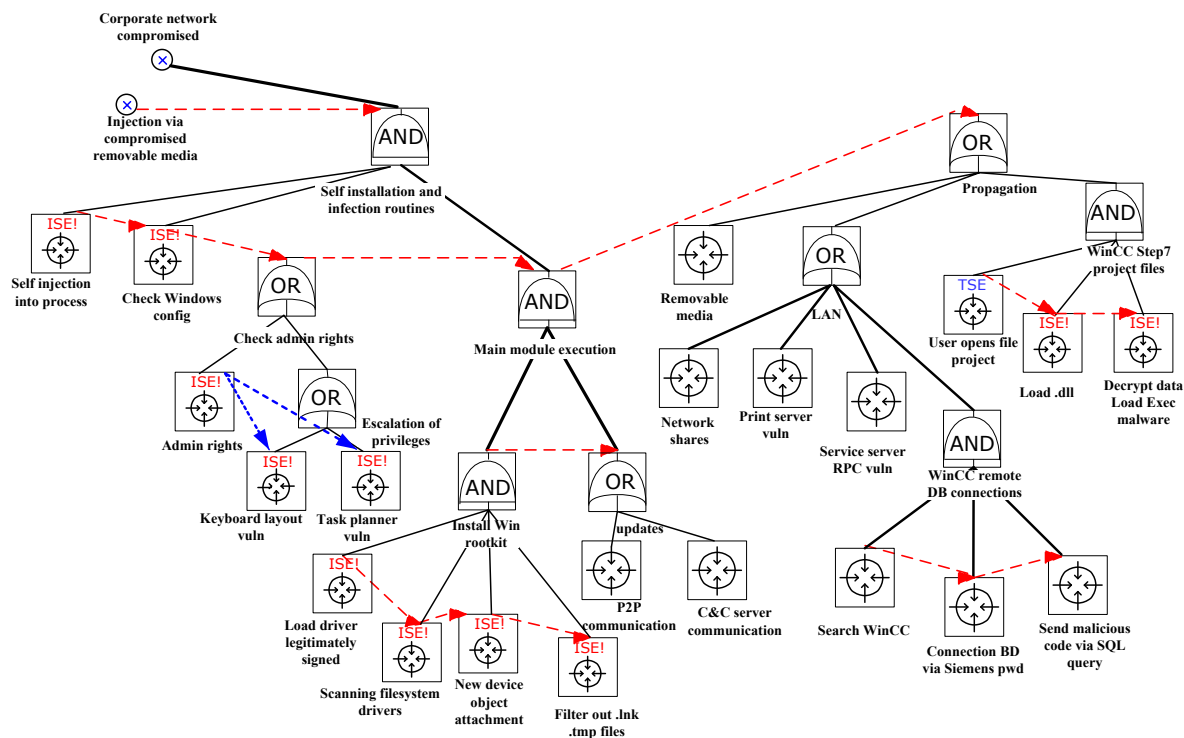 Corporate network
compromised
Injection via
compromised
removable media
AND
Self installation and
infection routines
ISE!
Self injection
into process
ISE!
Check Windows
config
OR
Check admin rights
ISE!
Admin rights
OR
Escalation of
privileges
ISE!
Keyboard layout
vuln
ISE!
Task planner
vuln
AND
Main module execution
AND
Install Win
rootkit
OR
updates
ISE!
Load driver
legitimately
signed
ISE!
Scanning filesystem
drivers
ISE!
New device
object
attachment
ISE!
Filter out .lnk
.tmp files
P2P
communication
C&C server
communication
OR
Propagation
Removable
media
OR
LAN
AND
WinCC Step7
project files
TSE
User opens file
project
ISE!
Load .dll
ISE!
Decrypt data
Load Exec
malware
Network
shares
Print server
vuln
Service server
RPC vuln
AND
WinCC remote
DB connections
Search WinCC
Connection BD
via Siemens pwd
Send malicious
code via SQL
query